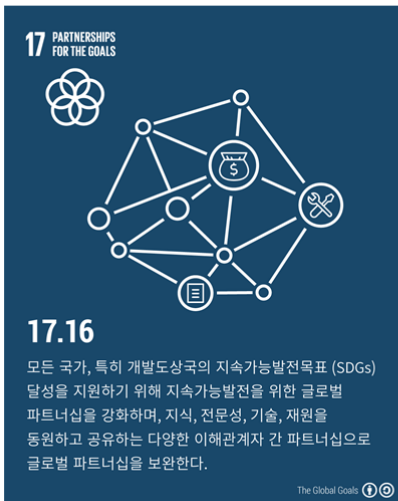 17 PARTNERSHIPS
FOR THE GOALS
$
17.16
모든 국가, 특히 개발도상국의 지속가능발전목표 (SDGs)
달성을 지원하기 위해 지속가능발전을 위한 글로벌
파트너십을 강화하며, 지식, 전문성, 기술, 재원을
동원하고 공유하는 다양한 이해관계자 간 파트너십으로
글로벌 파트너십을 보완한다.
The Global Goals